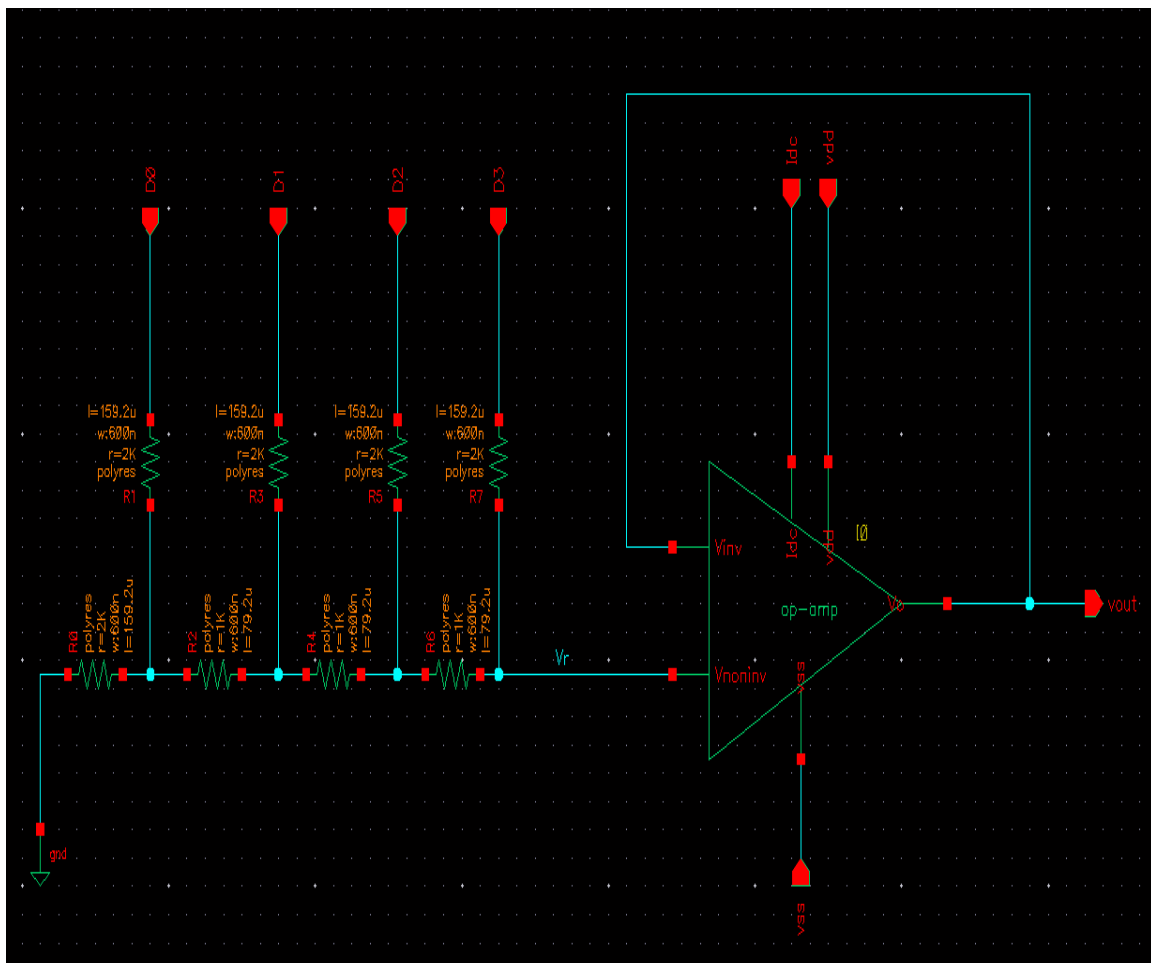 D0
D1
D2
D3
Idc
vdd
l=159.2u
w:600n
r=2K
polyres
R1
l=159.2u
w:600n
r=2K
polyres
R3
l=159.2u
w:600n
r=2K
polyres
R5
l=159.2u
w:600n
r=2K
polyres
R7
R0
polyres
r=2K
w:600n
l=159.2u
R2
polyres
r=1K
w:600n
l=79.2u
R4
polyres
r=1K
w:600n
l=79.2u
R6
polyres
r=1K
w:600n
l=79.2u
Vr
Vinv
Idc
vdd
I0
op-amp
Vo
vout
Vnoninv
vss
gnd
vss